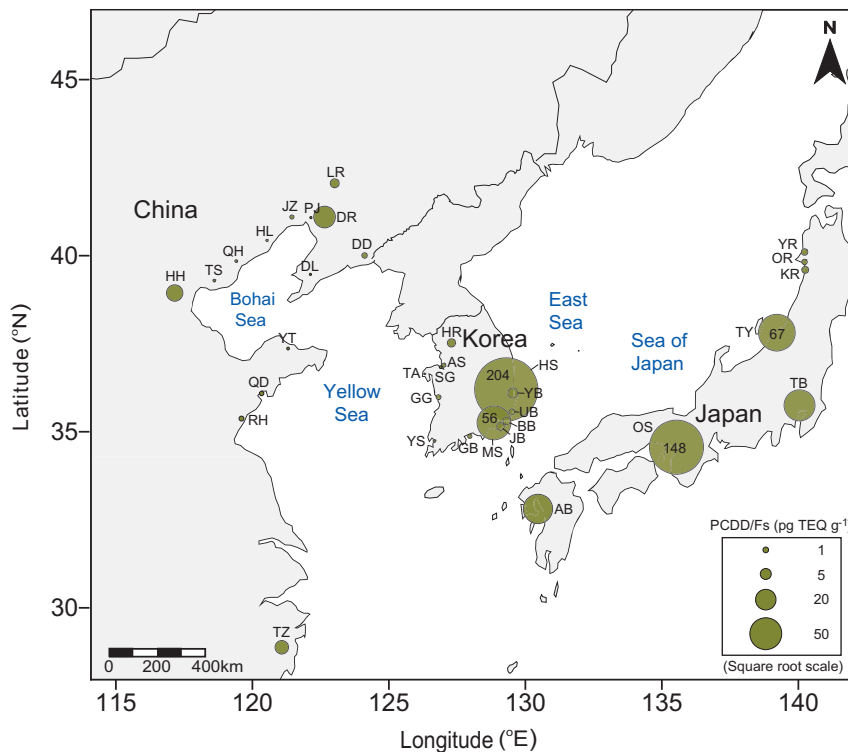 N
45
LR
China
JZ
PJ
DR
HL
DD
40
QH
TS
DL
HH
Bohai
Sea
YT
East
Sea
YR
OR
KR
HR
Korea
Sea of
Japan
TY
67
AS
TA
SG
204
HS
QD
Yellow
Sea
GG
YB
TB
RH
56
UB
BB
Japan
35
YS
GB
MS
JB
OS
148
AB
PCDD/Fs (pg TEQ g-1)
1
5
20
50
(Square root scale)
30
TZ
0 200 400km
115 120 125 130 135 140
Latitude (°N)
Longitude (°E)